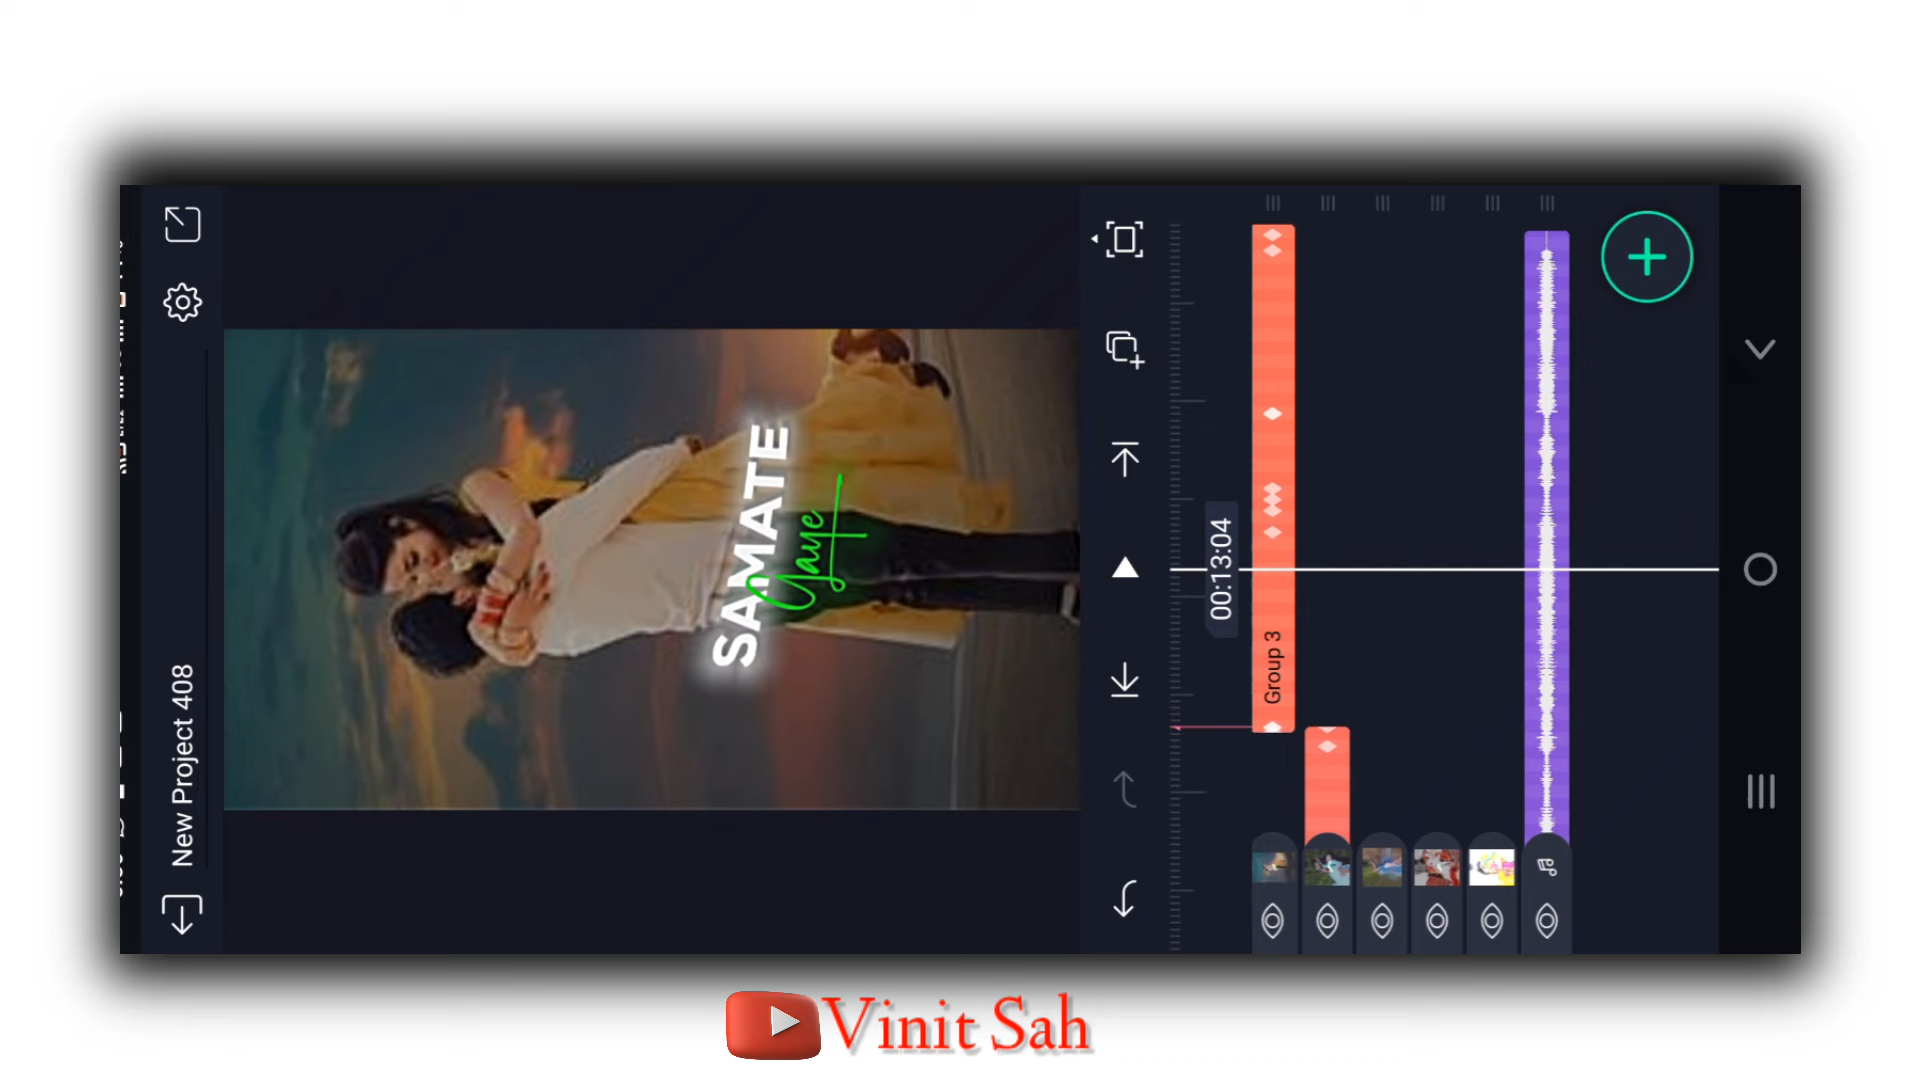 New Project 408
SAMATE
Gaye
00:13:04
Group 3
Vinit Sah